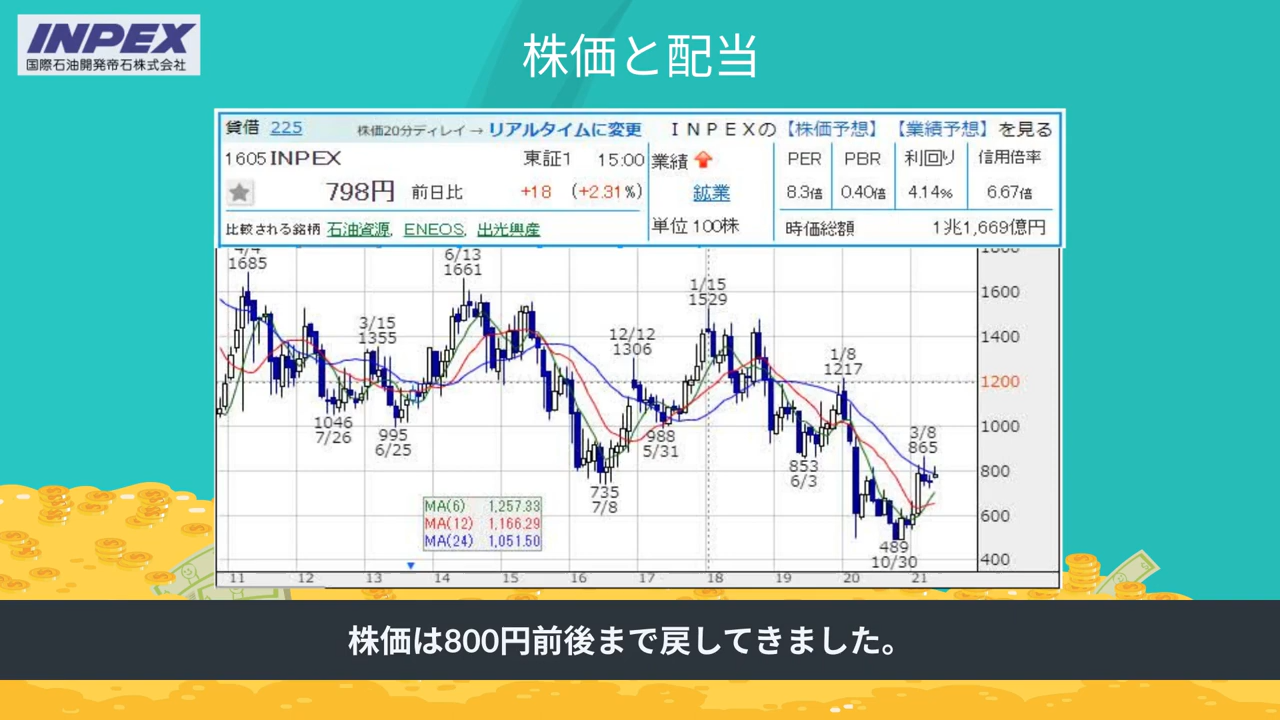 INPEX
国際石油開発帝石株式会社
株価と配当
貸借 225 株価20分ディレイ → リアルタイムに変更 ＩＮＰＥＸの【株価予想】【業績予想】を見る
1605 INPEX 東証1 15:00 業績 PER PBR 利回り 信用倍率
798円 前日比 +18 (+2.31%) 鉱業 8.3倍 0.40倍 4.14% 6.67倍
比較される銘柄 石油資源, ENEOS, 出光興産 単位 100株 時価総額 1兆1,669億円
4/4
1685
6/13
1661
1800
1/15
1529
1600
3/15
1355
12/12
1306
1400
1/8
1217
1200
1046
7/26
995
6/25
988
5/31
1000
3/8
865
853
6/3
800
735
7/8
MA(6) 1,257.33
MA(12) 1,166.29
MA(24) 1,051.50
600
489
10/30
400
11 12 13 14 15 16 17 18 19 20 21
株価は800円前後まで戻してきました。